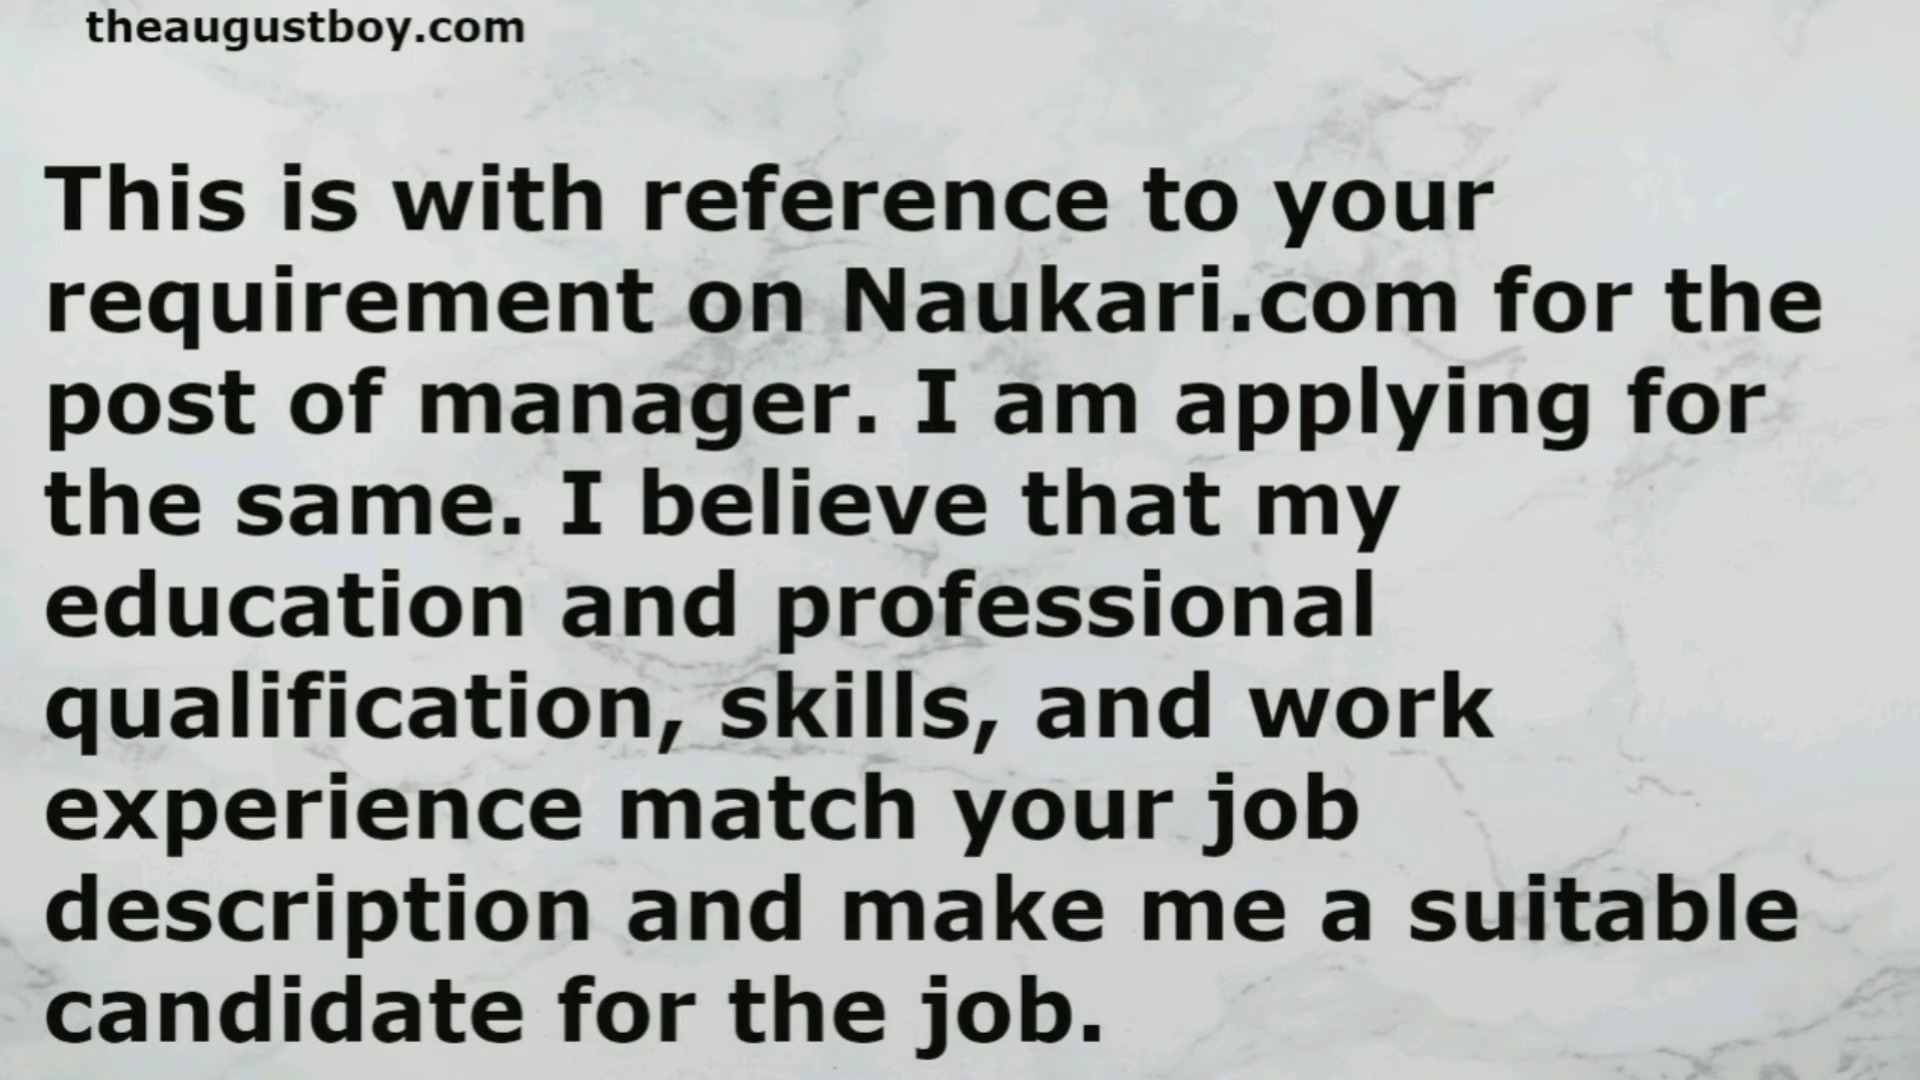 theaugustboy.com
This is with reference to your
requirement on Naukari.com for the
post of manager. I am applying for
the same. I believe that my
education and professional
qualification, skills, and work
experience match your job
description and make me a suitable
candidate for the job.